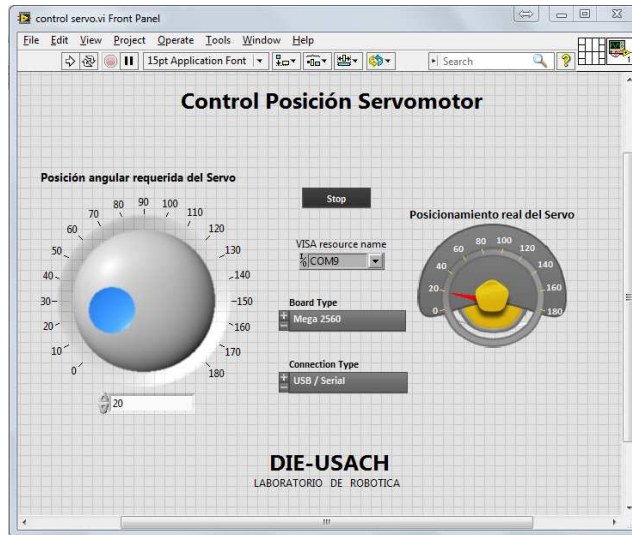 control servo.vi Front Panel
File Edit View Project Operate Tools Window Help
15pt Application Font
Search
?
1
Control Posición Servomotor
Posición angular requerida del Servo
0
10
20
30
40
50
60
70
80
90
100
110
120
130
140
150
160
170
180
20
Stop
VISA resource name
COM9
Board Type
Mega 2560
Connection Type
USB / Serial
Posicionamiento real del Servo
0
20
40
60
80
100
120
140
160
180
DIE-USACH
LABORATORIO DE ROBOTICA